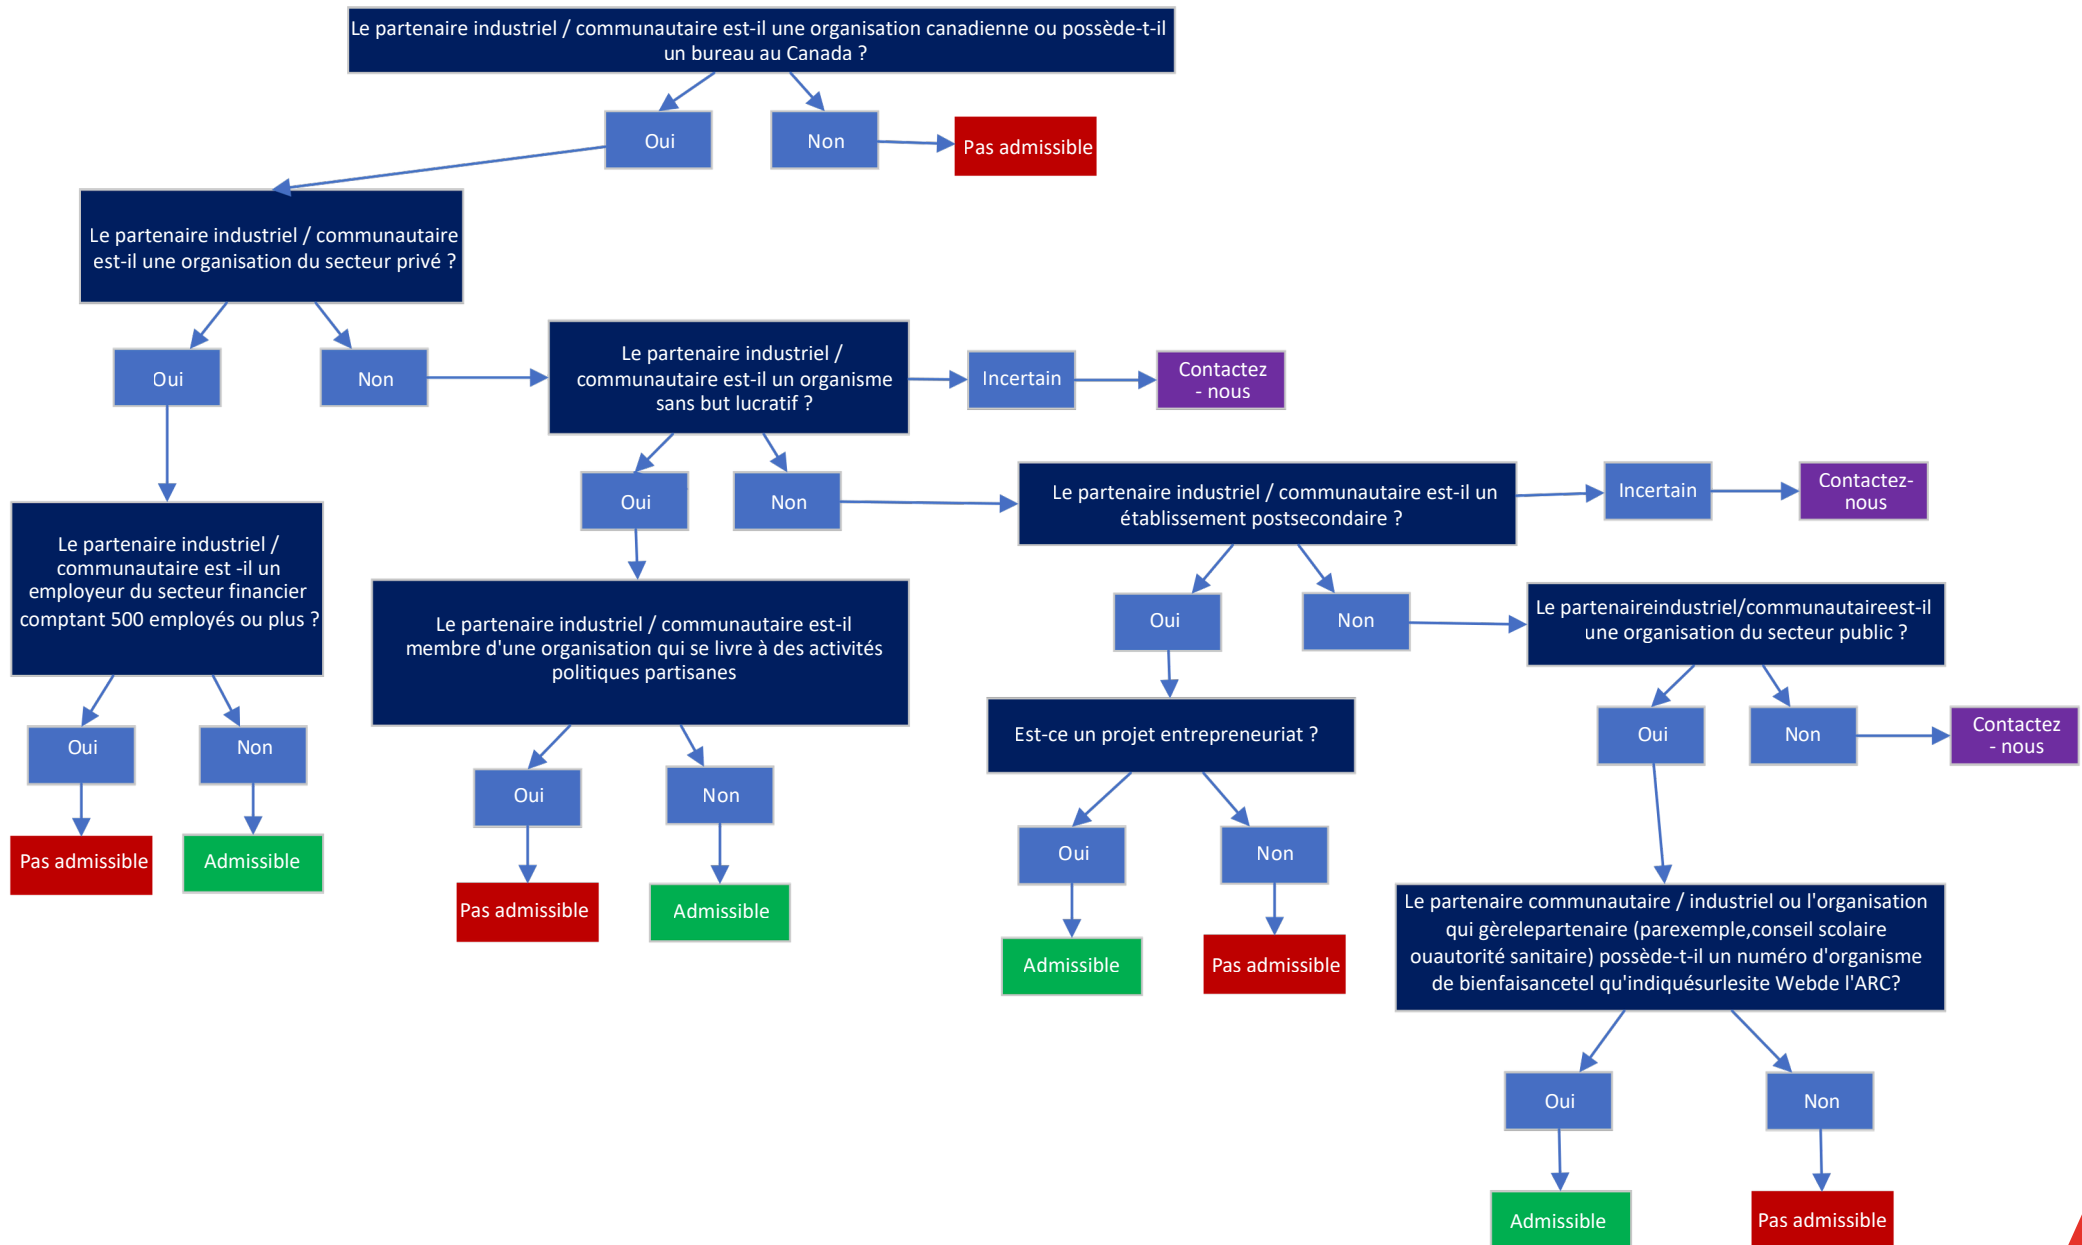 Le partenaire industriel / communautaire est-il une organisation canadienne ou possède-t-il
un bureau au Canada ?
Oui
Non
Pas admissible
Le partenaire industriel / communautaire
est-il une organisation du secteur privé ?
Oui
Non
Le partenaire industriel /
communautaire est-il un organisme
sans but lucratif ?
Incertain
Contactez
- nous
Oui
Non
Le partenaire industriel / communautaire est-il un
établissement postsecondaire ?
Incertain
Contactez-
nous
Le partenaire industriel /
communautaire est -il un
employeur du secteur financier
comptant 500 employés ou plus ?
Le partenaire industriel / communautaire est-il
membre d'une organisation qui se livre à des activités
politiques partisanes
Oui
Non
Le partenaireindustriel/communautaireest-il
une organisation du secteur public ?
Oui
Non
Est-ce un projet entrepreneuriat ?
Oui
Non
Contactez
- nous
Oui
Non
Pas admissible
Admissible
Oui
Non
Pas admissible
Admissible
Admissible
Pas admissible
Le partenaire communautaire / industriel ou l'organisation
qui gèrelepartenaire (parexemple,conseil scolaire
ouautorité sanitaire) possède-t-il un numéro d'organisme
de bienfaisancetel qu'indiquésurlesite Webde l'ARC?
Oui
Non
Admissible
Pas admissible